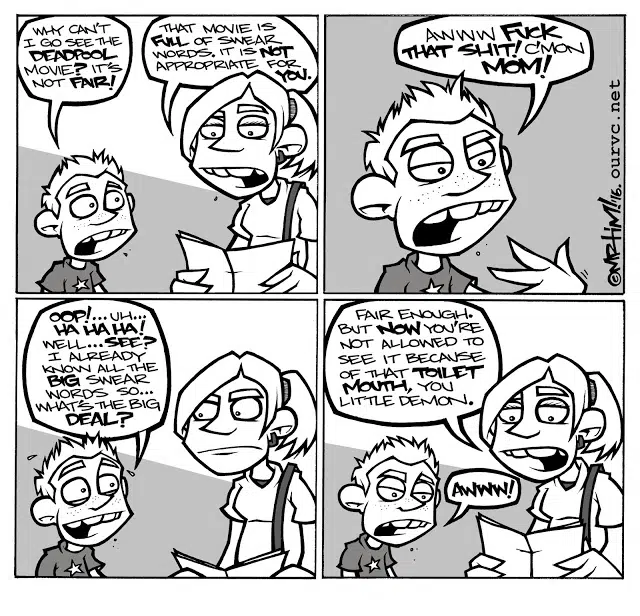 WHY CAN'T
I GO SEE THE
DEADPOOL
MOVIE? IT'S
NOT FAIR!
THAT MOVIE IS
FULL OF SWEAR
WORDS. IT IS NOT
APPROPRIATE FOR
YOU.
AWWW FUCK
THAT SHIT! C'MON
MOM!
©MRTIM!'16. ourvc.net
OOP!...UH...
HA HA HA!
WELL...SEE?
I ALREADY
KNOW ALL THE
BIG SWEAR
WORDS SO...
WHAT'S THE BIG
DEAL?
FAIR ENOUGH.
BUT NOW YOU'RE
NOT ALLOWED TO
SEE IT BECAUSE
OF THAT TOILET
MOUTH, YOU
LITTLE DEMON.
AWWW!